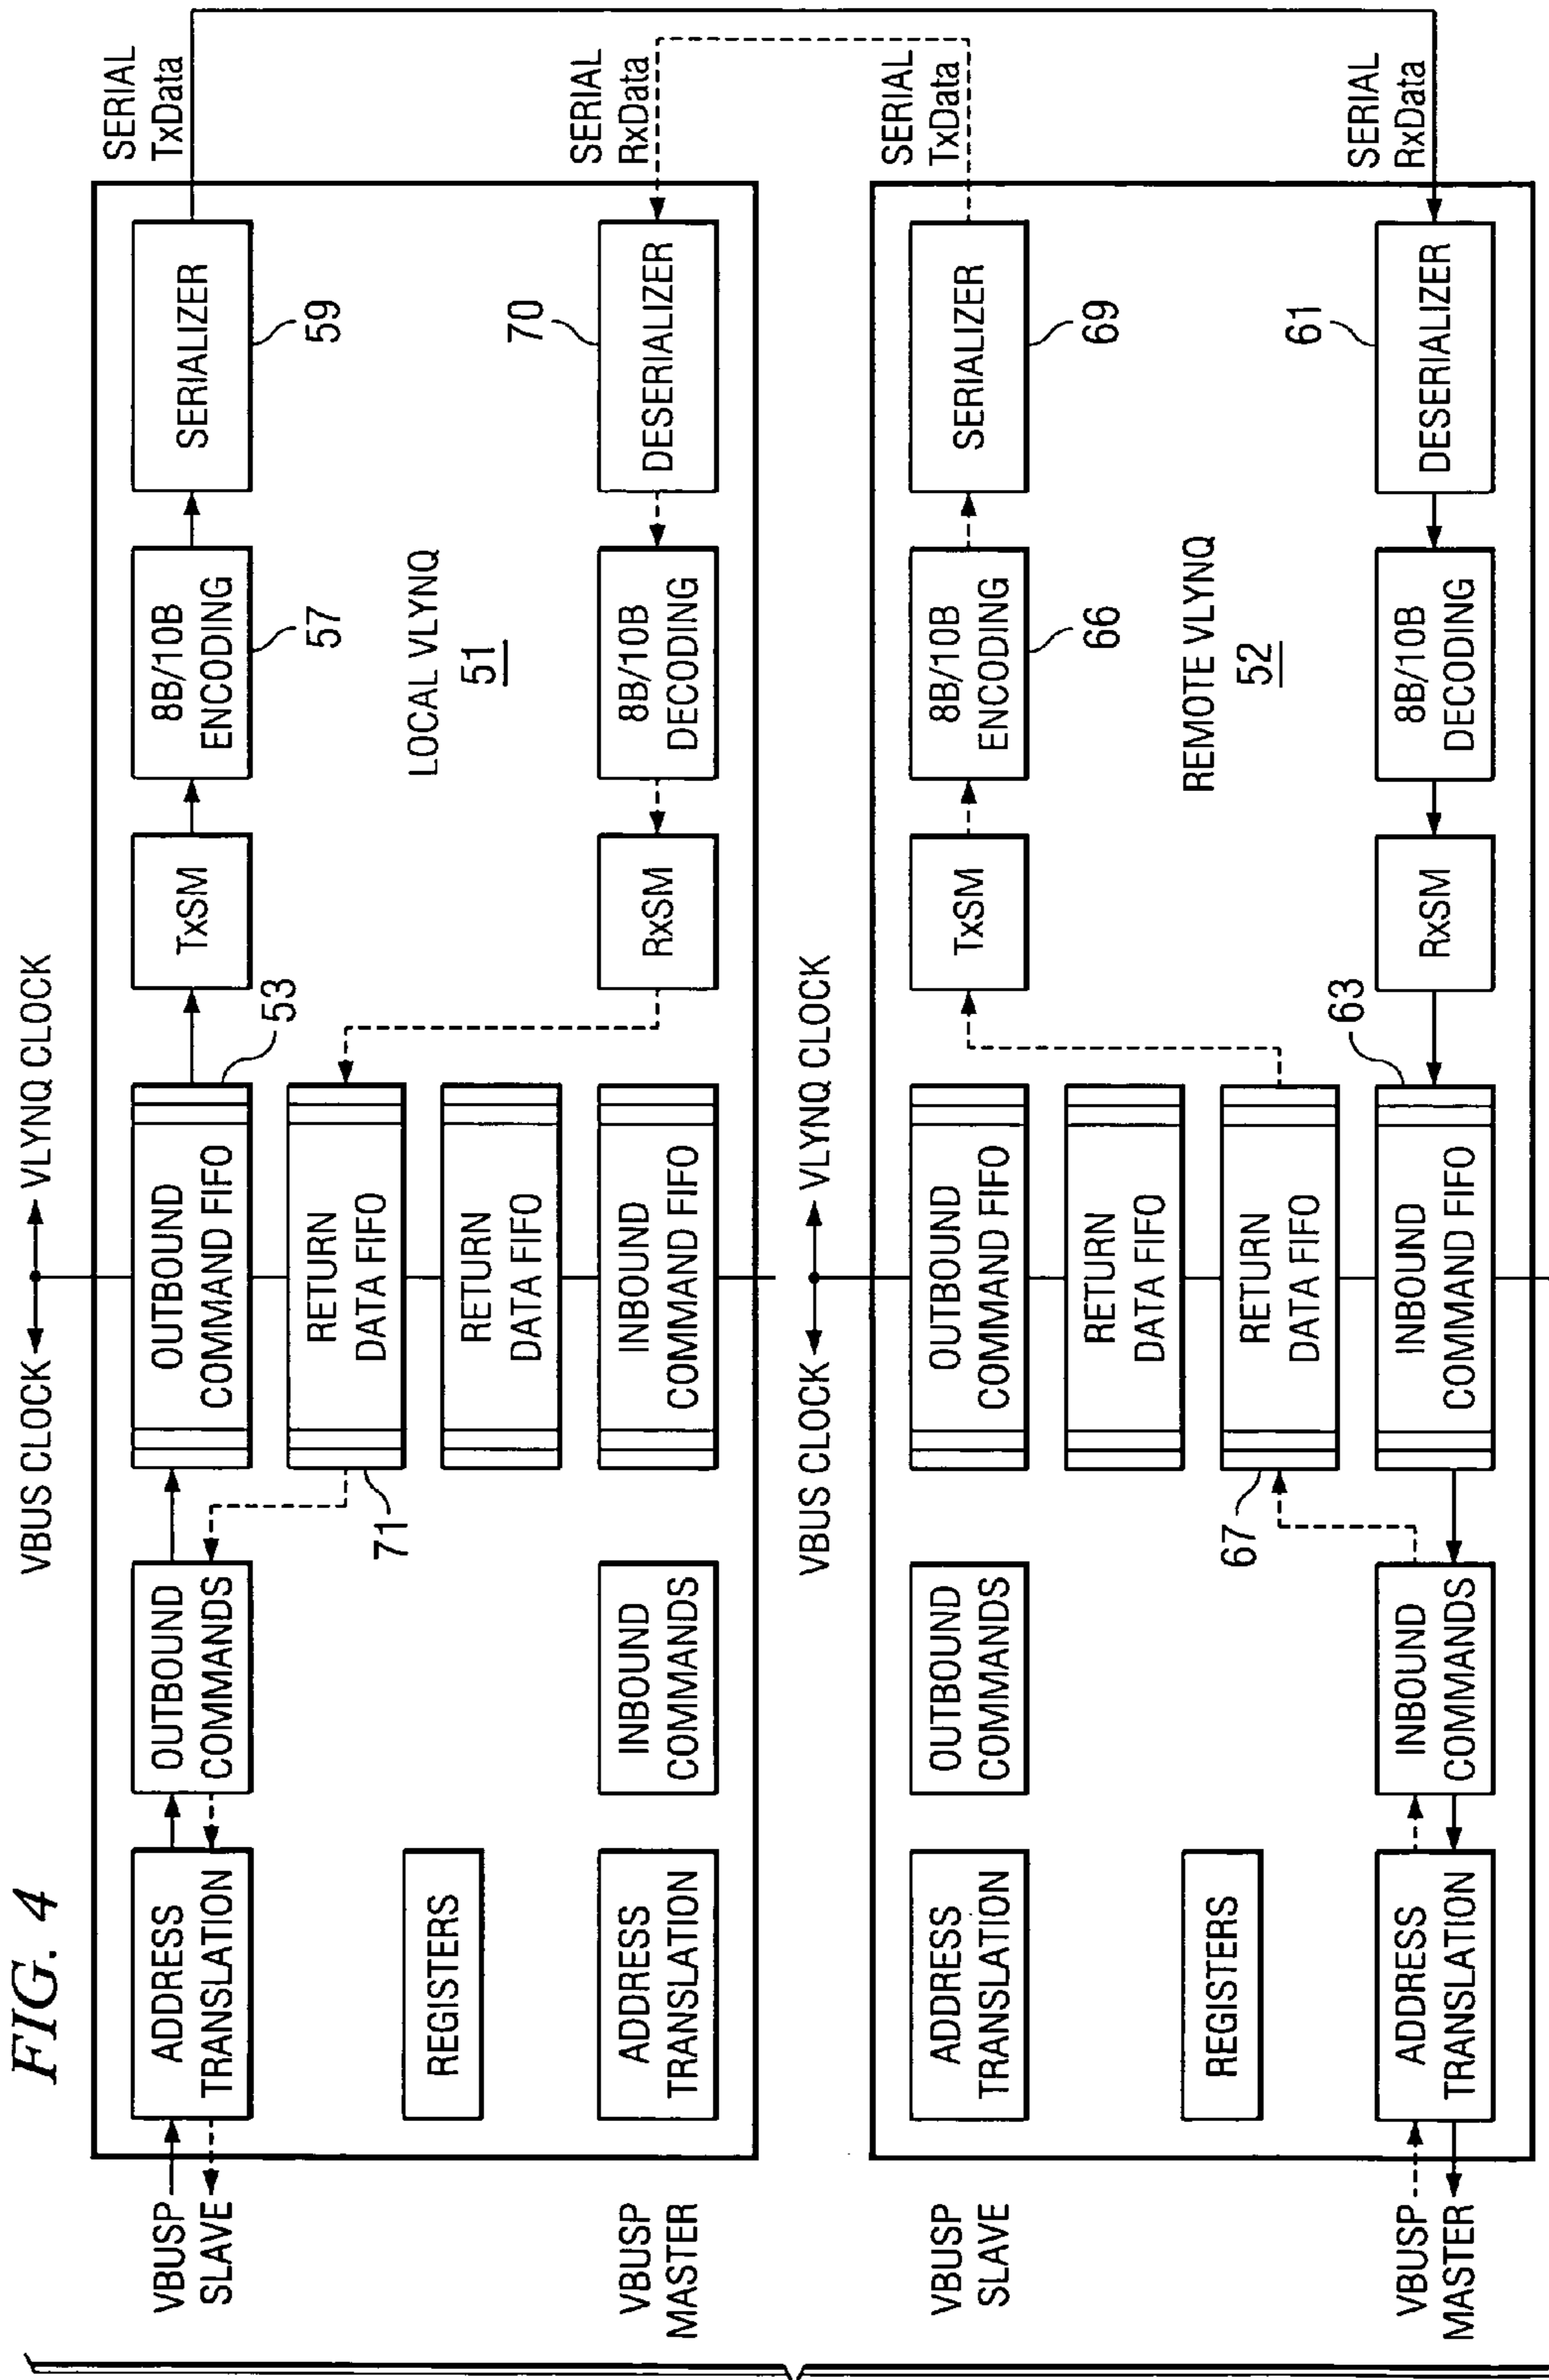 FIG. 4
VBUS CLOCK
VLYNQ CLOCK
VBUSP
SLAVE
ADDRESS
TRANSLATION
OUTBOUND
COMMANDS
OUTBOUND
COMMAND FIFO
53
TxSM
8B/10B
ENCODING
57
SERIALIZER
59
SERIAL
TxData
RETURN
DATA FIFO
71
REGISTERS
LOCAL VLYNQ
51
RETURN
DATA FIFO
VBUSP
MASTER
ADDRESS
TRANSLATION
INBOUND
COMMANDS
INBOUND
COMMAND FIFO
RxSM
8B/10B
DECODING
DESERIALIZER
70
SERIAL
RxData
VBUS CLOCK
VLYNQ CLOCK
VBUSP
SLAVE
ADDRESS
TRANSLATION
OUTBOUND
COMMANDS
OUTBOUND
COMMAND FIFO
TxSM
8B/10B
ENCODING
66
SERIALIZER
69
SERIAL
TxData
RETURN
DATA FIFO
REGISTERS
REMOTE VLYNQ
52
RETURN
DATA FIFO
67
VBUSP
MASTER
ADDRESS
TRANSLATION
INBOUND
COMMANDS
INBOUND
COMMAND FIFO
63
RxSM
8B/10B
DECODING
DESERIALIZER
61
SERIAL
RxData